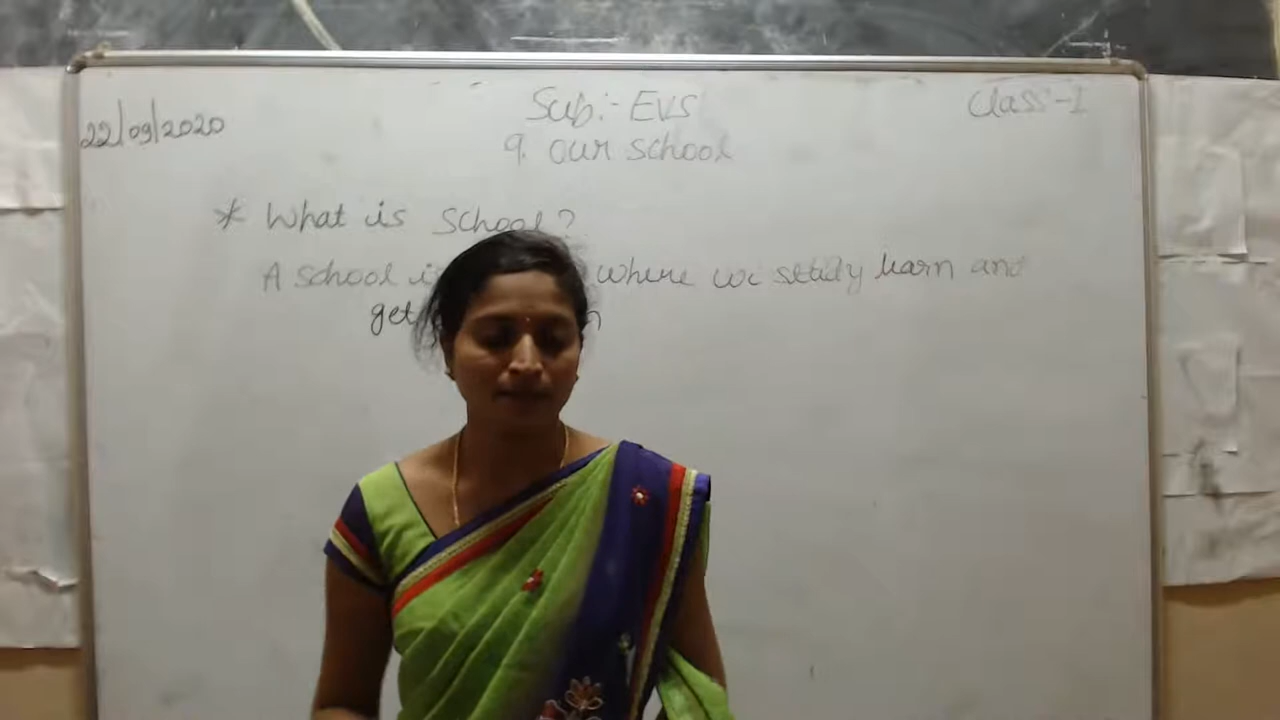 22/09/2020
Sub:- EVS
Class-1
9. our school
* What is school?
A school is where we study learn and
get